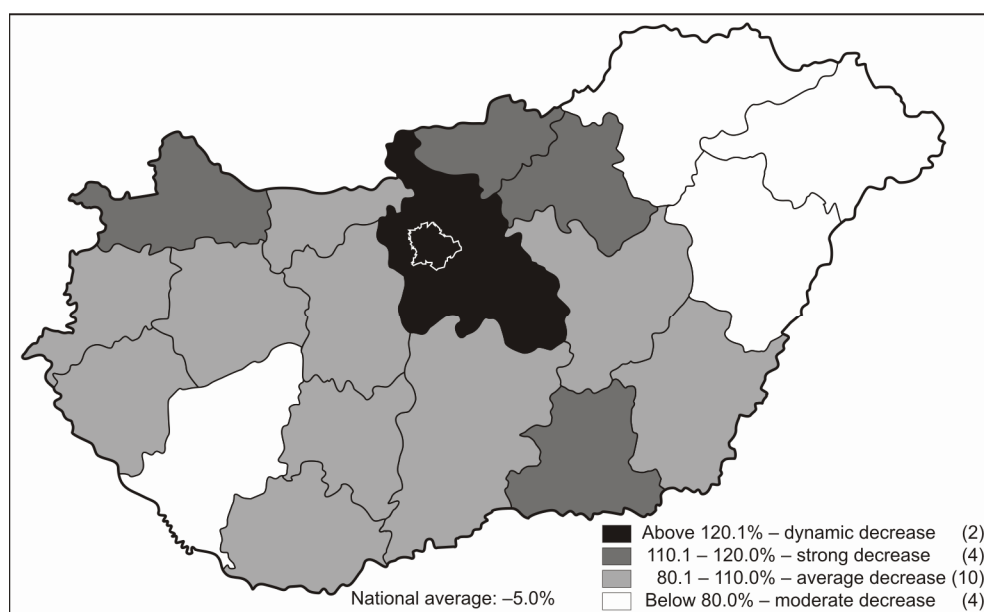 Above 120.1% – dynamic decrease (2)
110.1 – 120.0% – strong decrease (4)
80.1 – 110.0% – average decrease (10)
National average: –5.0%
Below 80.0% – moderate decrease (4)